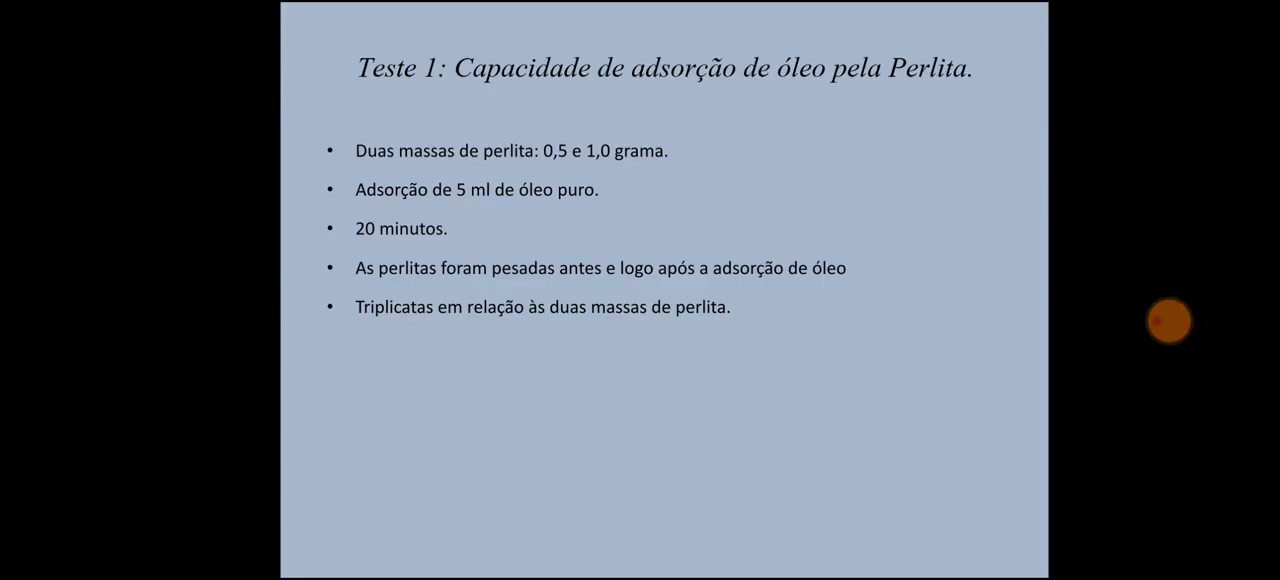 Teste 1: Capacidade de adsorção de óleo pela Perlita.
• Duas massas de perlita: 0,5 e 1,0 grama.
• Adsorção de 5 ml de óleo puro.
• 20 minutos.
• As perlitas foram pesadas antes e logo após a adsorção de óleo
• Triplicatas em relação às duas massas de perlita.